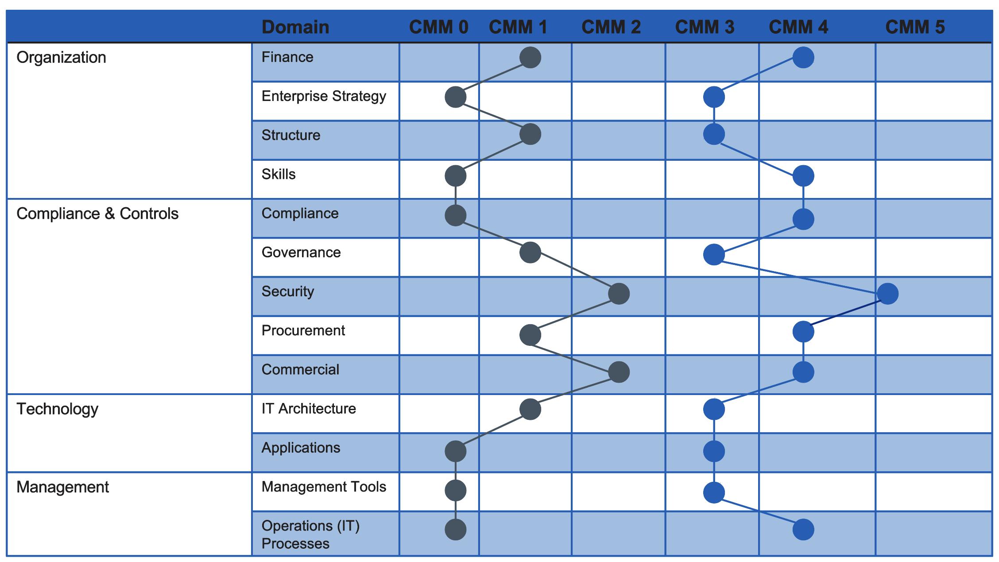 Domain CMM 0 CMM 1 CMM 2 CMM 3 CMM 4 CMM 5
Organization Finance
Enterprise Strategy
Structure
Skills
Compliance & Controls Compliance
Governance
Security
Procurement
Commercial
Technology IT Architecture
Applications
Management Management Tools
Operations (IT)
Processes